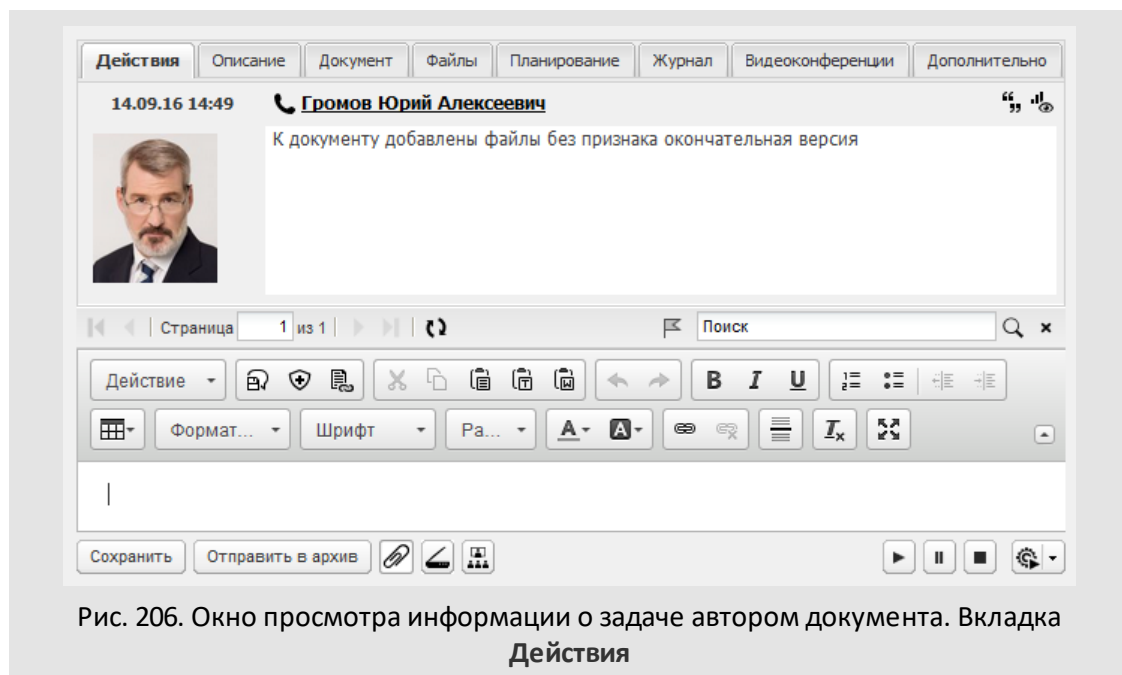 Действия Описание Документ Файлы Планирование Журнал Видеоконференции Дополнительно
14.09.16 14:49 Громов Юрий Алексеевич
К документу добавлены файлы без признака окончательная версия
Страница 1 из 1 Поиск
Действие B I U
Формат... Шрифт Ра... A A Ix
Сохранить Отправить в архив
Рис. 206. Окно просмотра информации о задаче автором документа. Вкладка
Действия